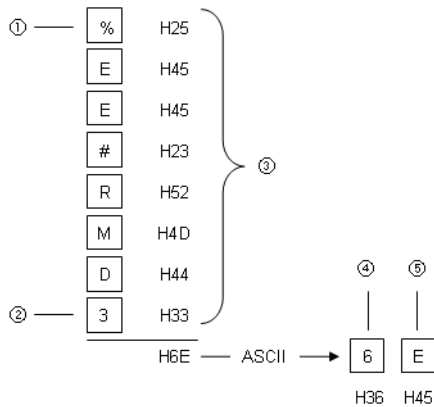 ① % H25
E H45
E H45
# H23
③
R H52
M H4D
D H44
④ ⑤
② 3 H33
H6E ASCII 6 E
H36 H45